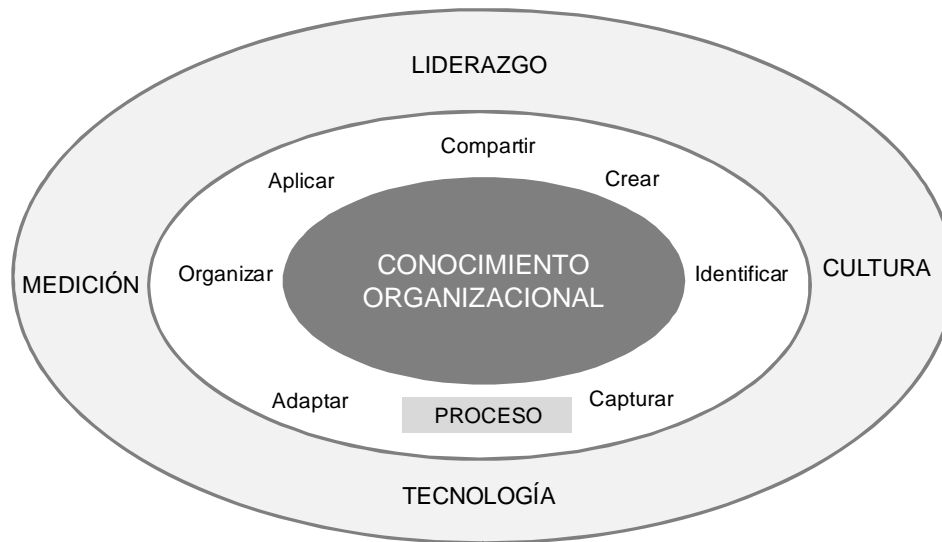 LIDERAZGO
Compartir
Aplicar
Crear
CONOCIMIENTO
ORGANIZACIONAL
Organizar
Identificar
MEDICIÓN
CULTURA
Adaptar
PROCESO
Capturar
TECNOLOGÍA